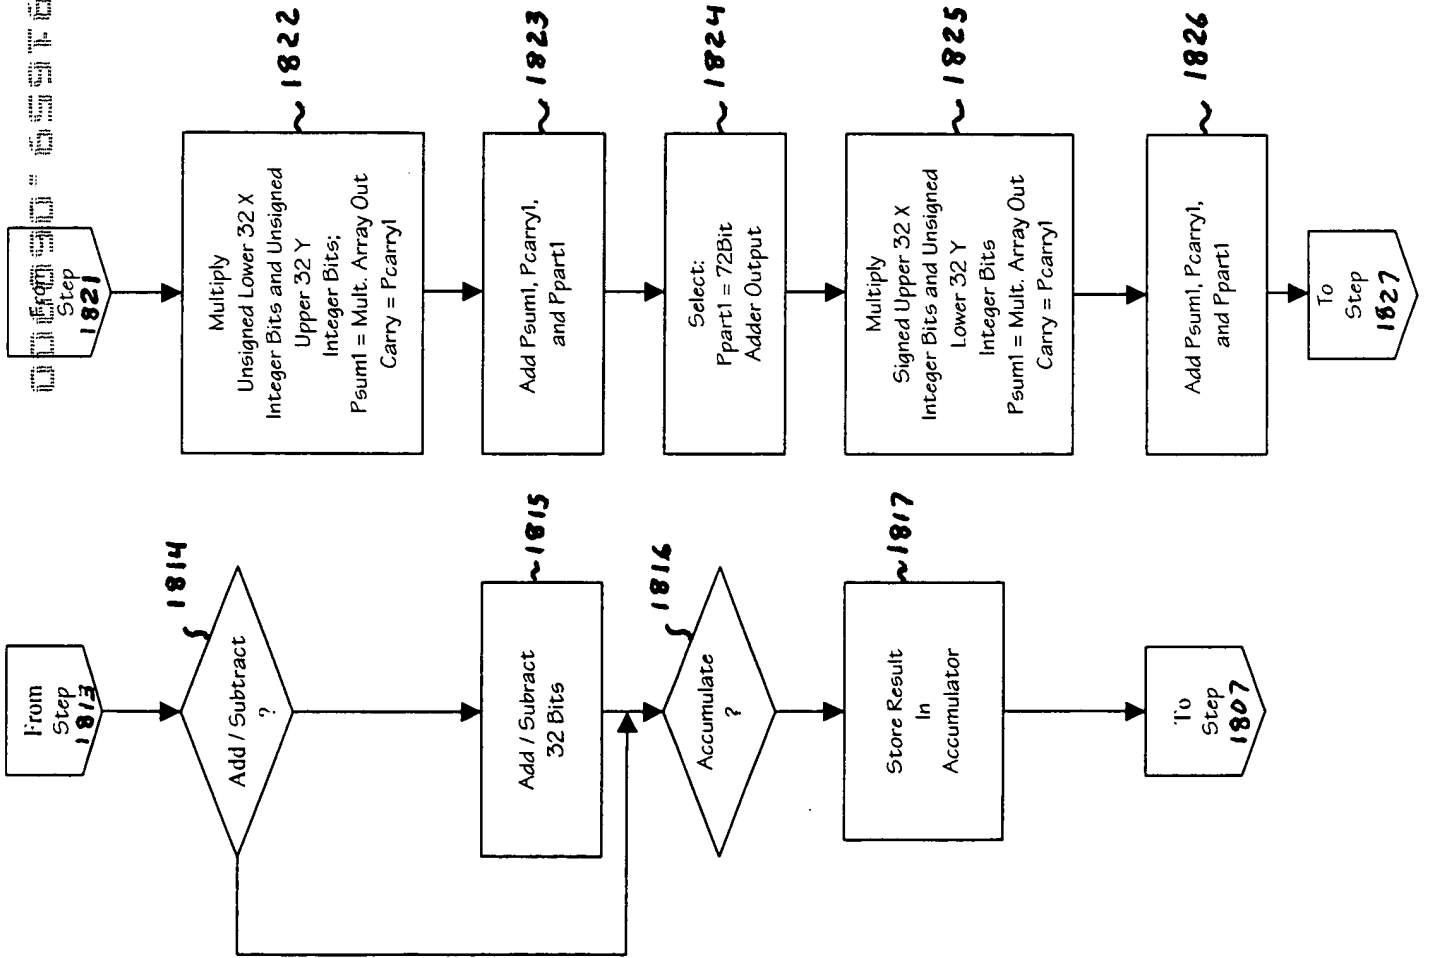 From
Step
1821
Multiply
Unsigned Lower 32 X
Integer Bits and Unsigned
Upper 32 Y
Integer Bits;
Psum1 = Mult. Array Out
Carry = Pcarry1
1822
Add Psum1, Pcarry1,
and Ppart1
1823
Select:
Ppart1 = 72Bit
Adder Output
1824
Multiply
Signed Upper 32 X
Integer Bits and Unsigned
Lower 32 Y
Integer Bits
Psum1 = Mult. Array Out
Carry = Pcarry1
1825
Add Psum1, Pcarry1,
and Ppart1
1826
To
Step
1827
From
Step
1813
Add / Subtract
?
1814
Add / Subract
32 Bits
1815
Accumulate
?
1816
Store Result
In
Accumulator
1817
To
Step
1807